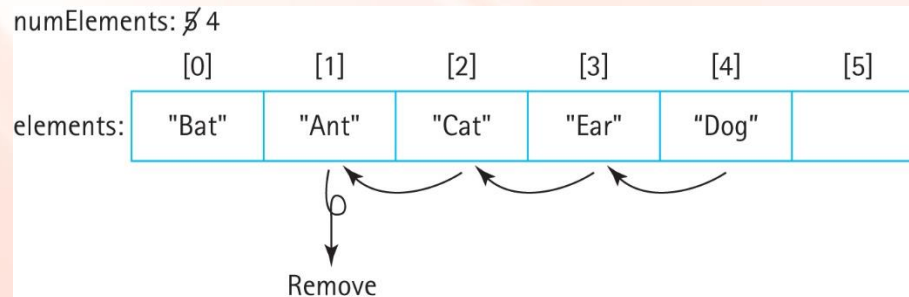 numElements: 5 4
[0] [1] [2] [3] [4] [5]
elements: "Bat" "Ant" "Cat" "Ear" “Dog”
Remove